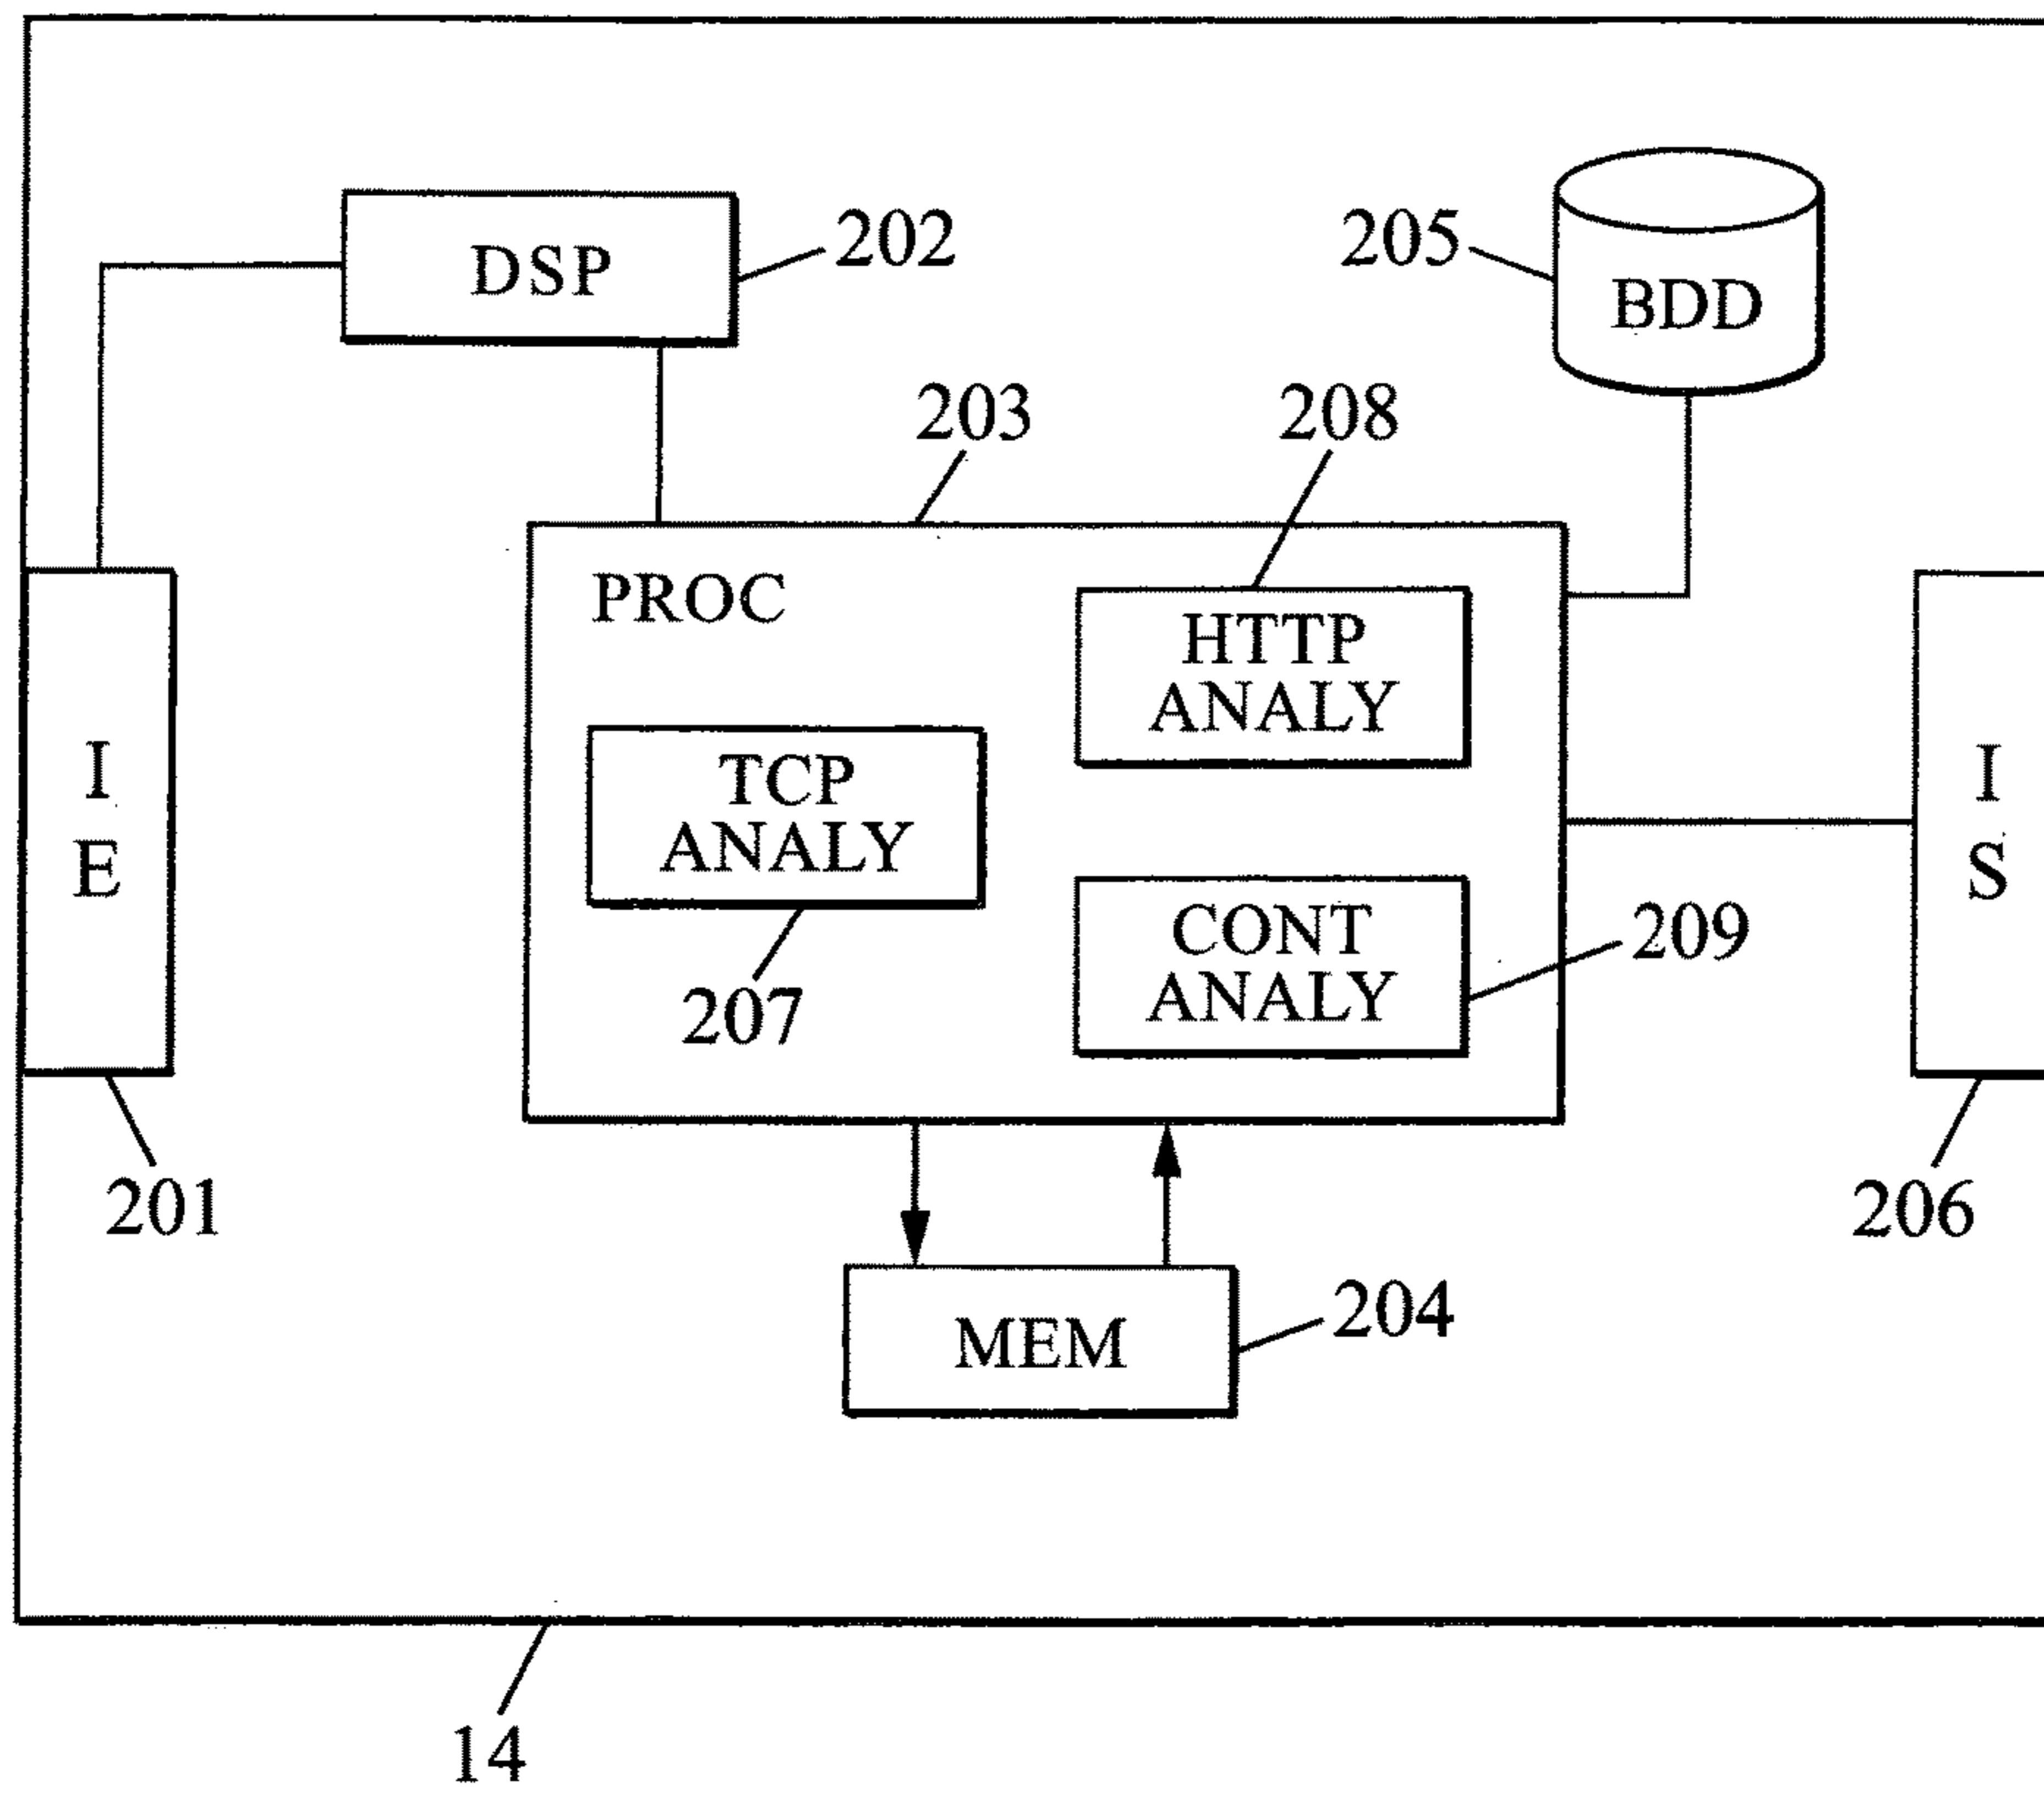 DSP
202
205
BDD
203
208
PROC
HTTP
ANALY
I
E
TCP
ANALY
I
S
CONT
ANALY
209
207
201
206
MEM
204
14